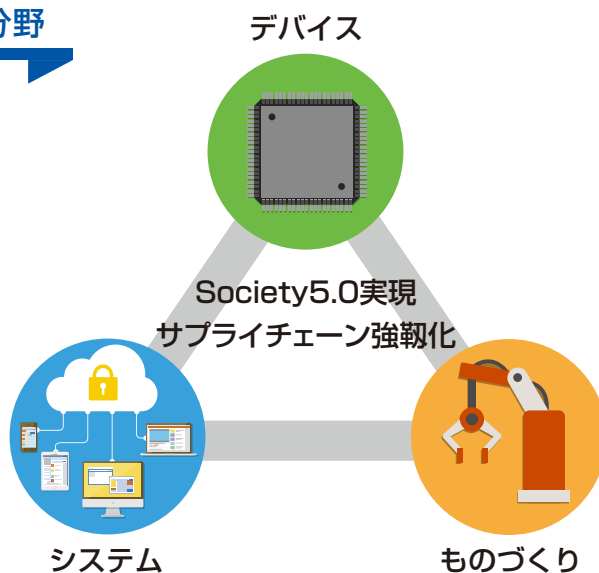 分野
デバイス
Society5.0実現
サプライチェーン強靱化
システム
ものづくり